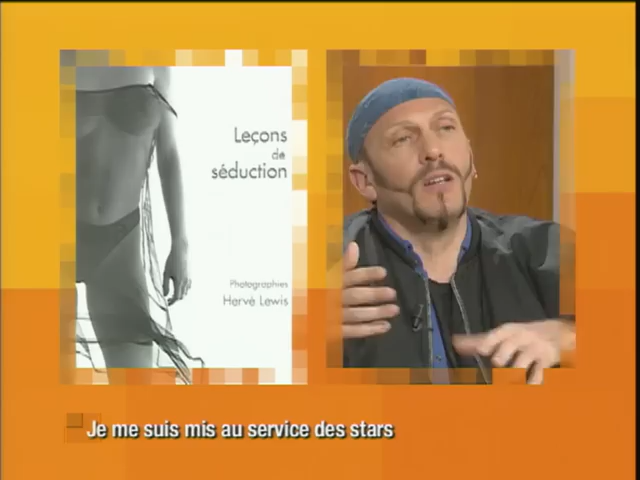 Leçons
de
séduction
Photographies
Hervé Lewis
Je me suis mis au service des stars